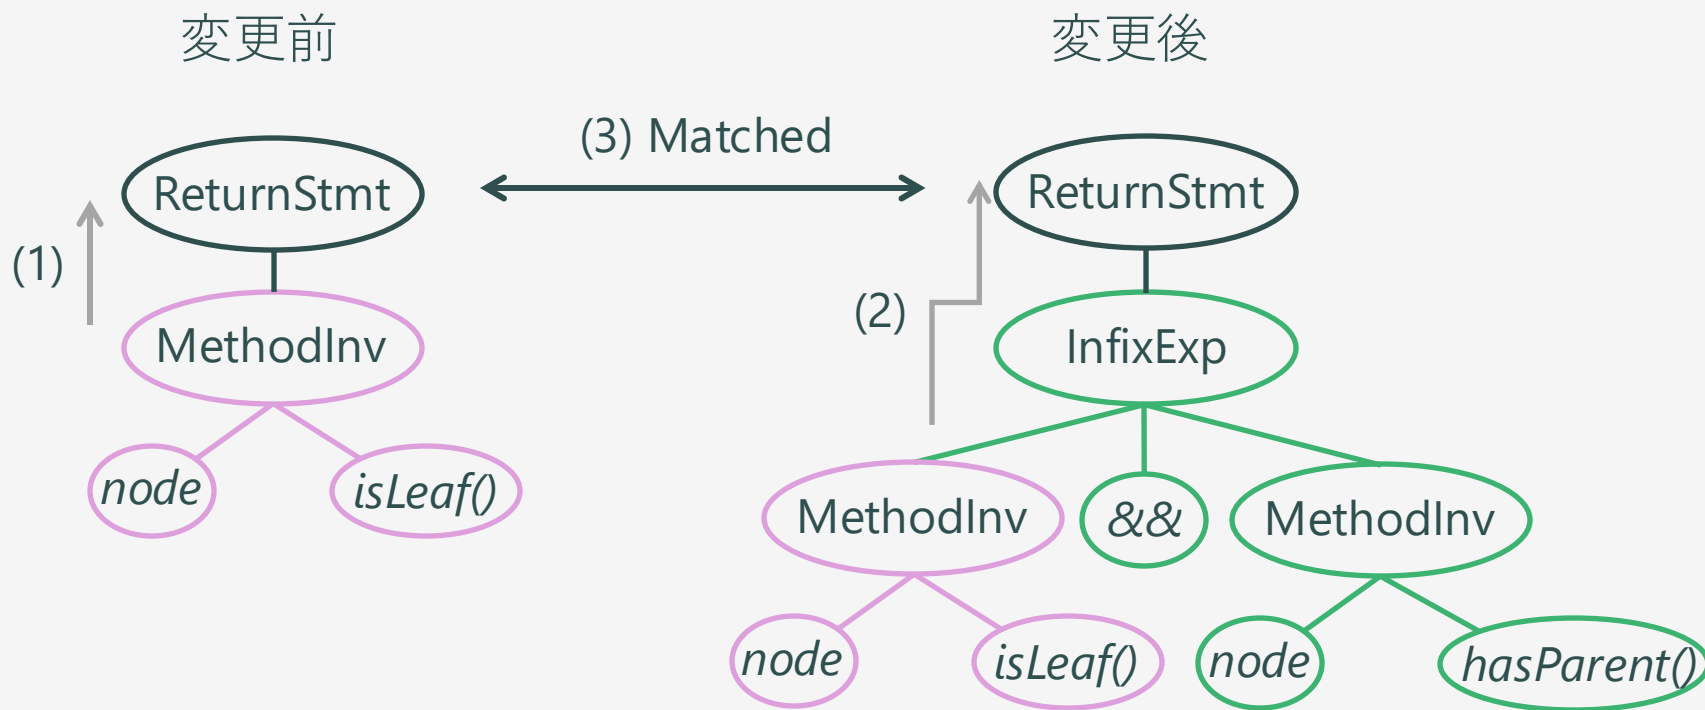 変更前
変更後
(3) Matched
ReturnStmt
ReturnStmt
(1)
(2)
MethodInv
InfixExp
node
isLeaf()
MethodInv
&&
MethodInv
node
isLeaf()
node
hasParent()